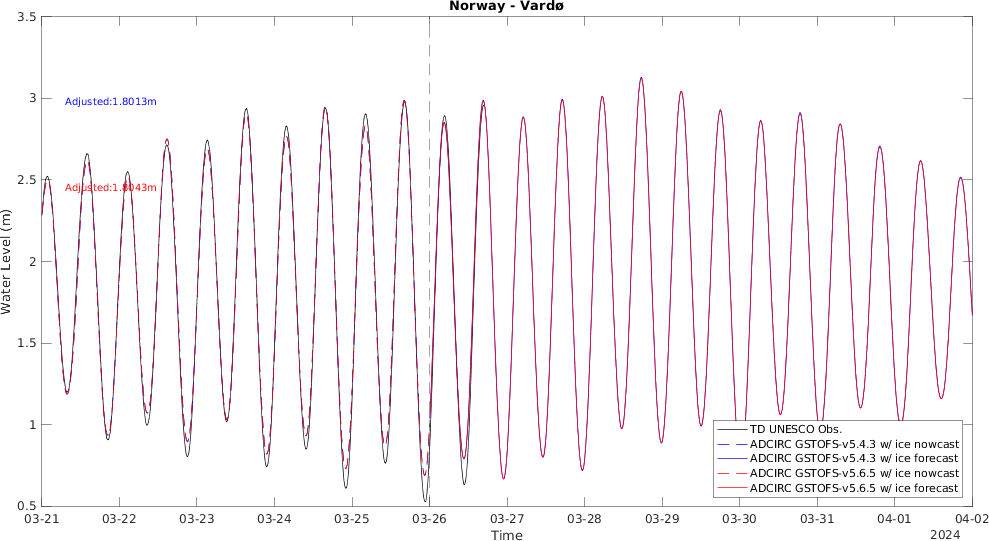 Norway - Vardø
3.5
3
2.5
2
1.5
1
0.5
Water Level (m)
Adjusted:1.8013m
Adjusted:1.8043m
TD UNESCO Obs.
ADCIRC GSTOFS-v5.4.3 w/ ice nowcast
ADCIRC GSTOFS-v5.4.3 w/ ice forecast
ADCIRC GSTOFS-v5.6.5 w/ ice nowcast
ADCIRC GSTOFS-v5.6.5 w/ ice forecast
03-21 03-22 03-23 03-24 03-25 03-26 03-27 03-28 03-29 03-30 03-31 04-01 04-02
Time
2024